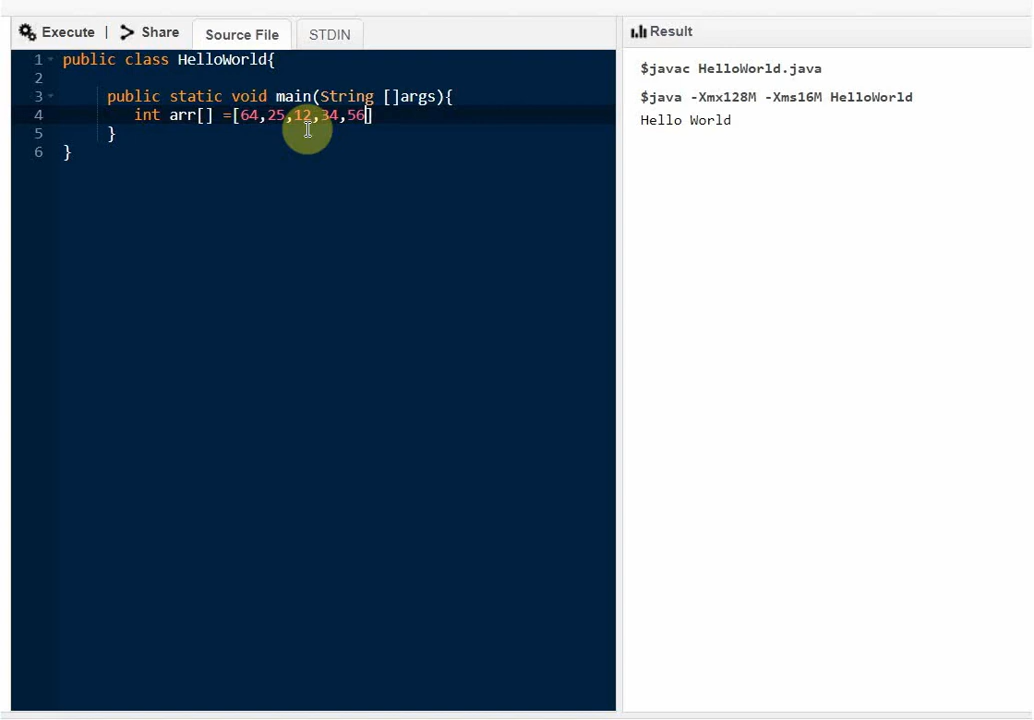 Execute | Share Source File STDIN
1 public class HelloWorld{
2
3 public static void main(String []args){
4 int arr[] =[64,25,12,34,56]
5 }
6 }
Result
$javac HelloWorld.java
$java -Xmx128M -Xms16M HelloWorld
Hello World